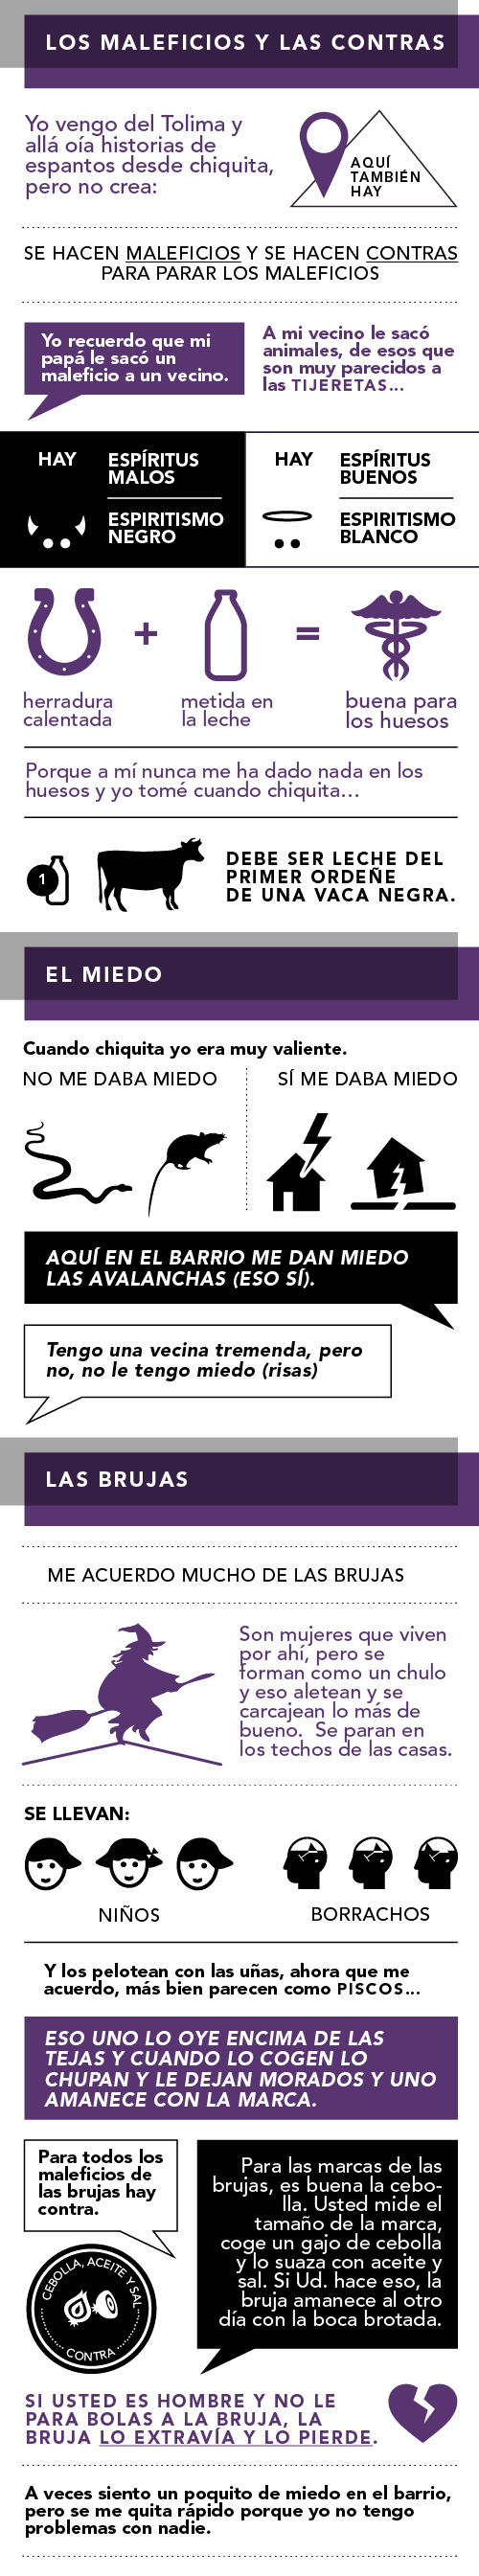 LOS MALEFICIOS Y LAS CONTRAS
Yo vengo del Tolima y
allá oía historias de
espantos desde chiquita,
pero no crea:
AQUÍ
TAMBIÉN
HAY
SE HACEN MALEFICIOS Y SE HACEN CONTRAS
PARA PARAR LOS MALEFICIOS
Yo recuerdo que mi
papá le sacó un
maleficio a un vecino.
A mi vecino le sacó
animales, de esos que
son muy parecidos a
las TIJERETAS...
HAY
ESPÍRITUS
MALOS
ESPIRITISMO
NEGRO
HAY
ESPÍRITUS
BUENOS
ESPIRITISMO
BLANCO
+
=
herradura
calentada
metida en
la leche
buena para
los huesos
Porque a mí nunca me ha dado nada en los
huesos y yo tomé cuando chiquita...
1
DEBE SER LECHE DEL
PRIMER ORDEÑE
DE UNA VACA NEGRA.
EL MIEDO
Cuando chiquita yo era muy valiente.
NO ME DABA MIEDO
SÍ ME DABA MIEDO
AQUÍ EN EL BARRIO ME DAN MIEDO
LAS AVALANCHAS (ESO SÍ).
Tengo una vecina tremenda, pero
no, no le tengo miedo (risas)
LAS BRUJAS
ME ACUERDO MUCHO DE LAS BRUJAS
Son mujeres que viven
por ahí, pero se
forman como un chulo
y eso aletean y se
carcajean lo más de
bueno. Se paran en
los techos de las casas.
SE LLEVAN:
NIÑOS
BORRACHOS
Y los pelotean con las uñas, ahora que me
acuerdo, más bien parecen como PISCOS...
ESO UNO LO OYE ENCIMA DE LAS
TEJAS Y CUANDO LO COGEN LO
CHUPAN Y LE DEJAN MORADOS Y UNO
AMANECE CON LA MARCA.
Para todos los
maleficios de
las brujas hay
contra.
CEBOLLA, ACEITE Y SAL
CONTRA
Para las marcas de las
brujas, es buena la cebo-
lla. Usted mide el
tamaño de la marca,
coge un gajo de cebolla
y lo suaza con aceite y
sal. Si Ud. hace eso, la
bruja amanece al otro
día con la boca brotada.
SI USTED ES HOMBRE Y NO LE
PARA BOLAS A LA BRUJA, LA
BRUJA LO EXTRAVÍA Y LO PIERDE.
A veces siento un poquito de miedo en el barrio,
pero se me quita rápido porque yo no tengo
problemas con nadie.